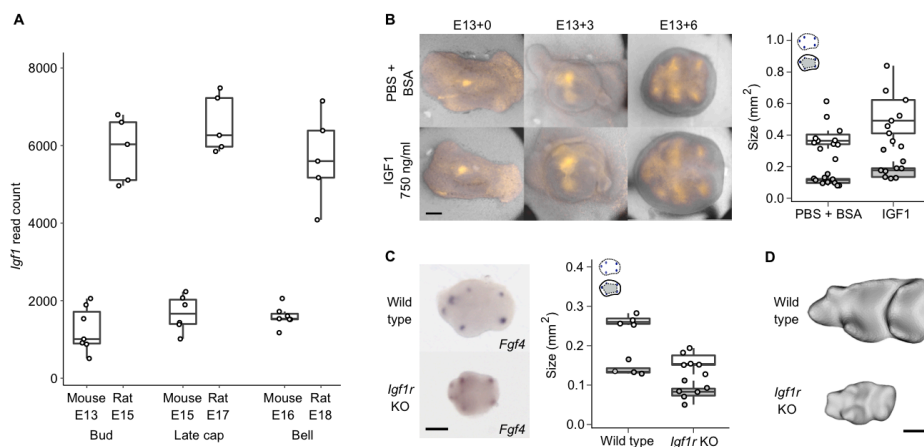 A
Igf1 read count
8000
6000
4000
2000
0
Mouse Rat Mouse Rat Mouse Rat
E13 E15 E15 E17 E16 E18
Bud Late cap Bell
B
E13+0 E13+3 E13+6
PBS + BSA
IGF1 750 ng/ml
Size (mm2)
1.0
0.8
0.6
0.4
0.2
0.0
PBS + BSA IGF1
C
Wild type
Fgf4
Igf1r KO
Fgf4
Size (mm2)
0.4
0.3
0.2
0.1
0.0
Wild type Igf1r KO
D
Wild type
Igf1r KO